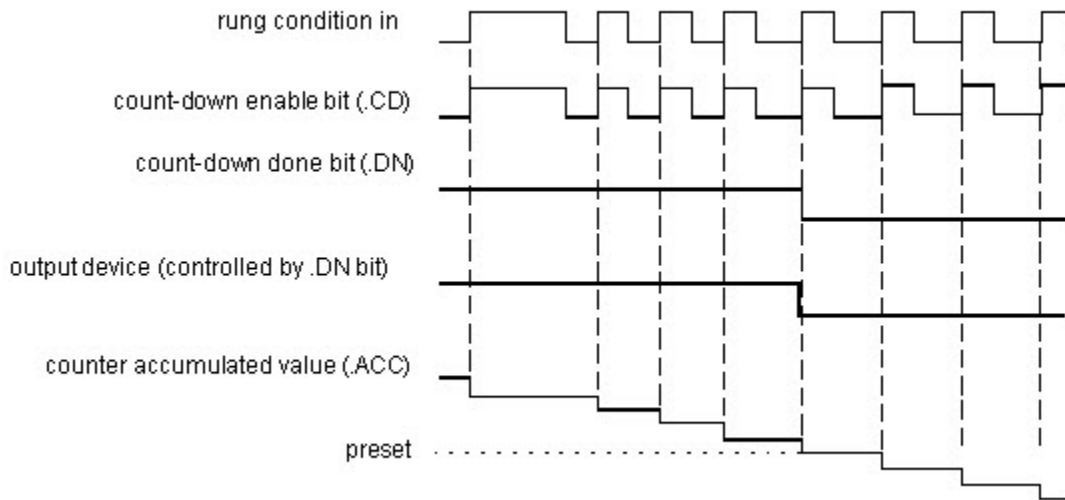 rung condition in
count-down enable bit (.CD)
count-down done bit (.DN)
output device (controlled by .DN bit)
counter accumulated value (.ACC)
preset